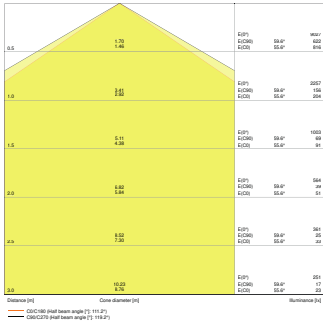 E(0°) 9027
1.70 E(C90) 59.6° 622
0.5 1.46 E(C0) 55.6° 816
E(0°) 2257
3.41 E(C90) 59.6° 156
1.0 2.92 E(C0) 55.6° 204
E(0°) 1003
5.11 E(C90) 59.6° 69
1.5 4.38 E(C0) 55.6° 91
E(0°) 564
6.82 E(C90) 59.6° 39
2.0 5.84 E(C0) 55.6° 51
E(0°) 361
8.52 E(C90) 59.6° 25
2.5 7.30 E(C0) 55.6° 33
E(0°) 251
10.23 E(C90) 59.6° 17
3.0 8.76 E(C0) 55.6° 23
Distance [m] Cone diameter [m] Illuminance [lx]
C0/C180 (Half beam angle [°]: 111.2°)
C90/C270 (Half beam angle [°]: 119.2°)